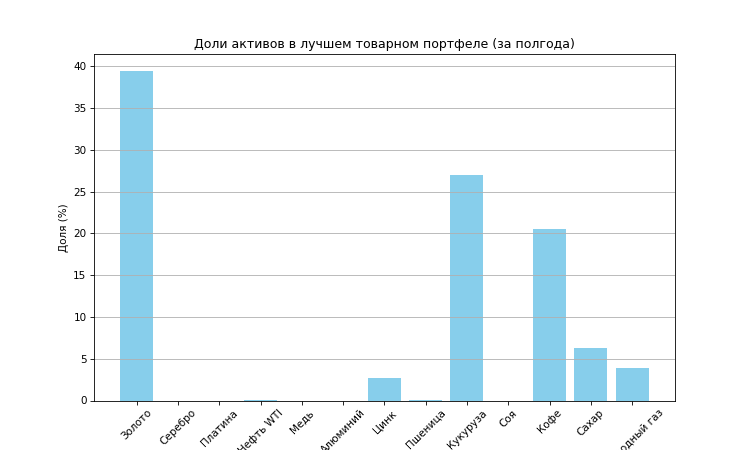 Доли активов в лучшем товарном портфеле (за полгода)
Доля (%)
40
35
30
25
20
15
10
5
0
Золото
Серебро
Платина
Нефть WTI
Медь
Алюминий
Цинк
Пшеница
Кукуруза
Соя
Кофе
Сахар
газ